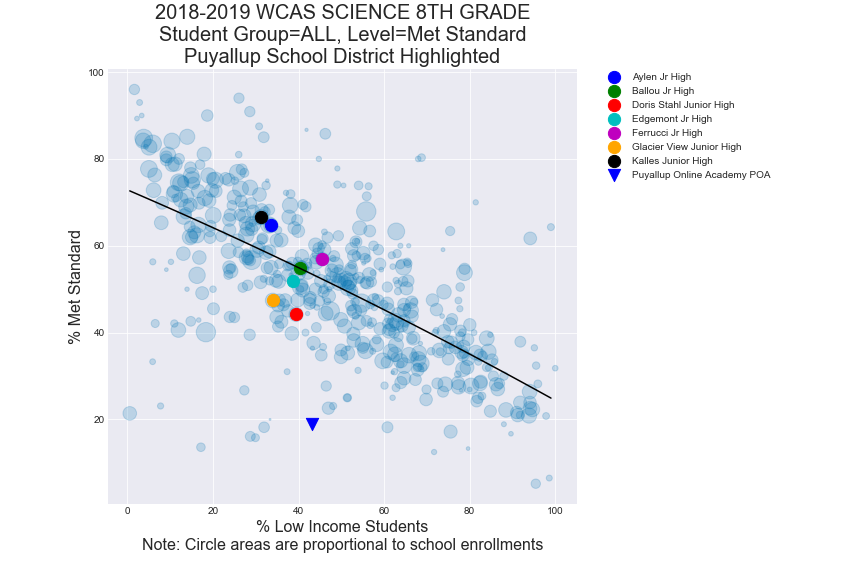 2018-2019 WCAS SCIENCE 8TH GRADE
Student Group=ALL, Level=Met Standard
Puyallup School District Highlighted
100
80
60
40
20
% Met Standard
0
20
40
60
80
100
% Low Income Students
Note: Circle areas are proportional to school enrollments
Aylen Jr High
Ballou Jr High
Doris Stahl Junior High
Edgemont Jr High
Ferrucci Jr High
Glacier View Junior High
Kalles Junior High
Puyallup Online Academy POA